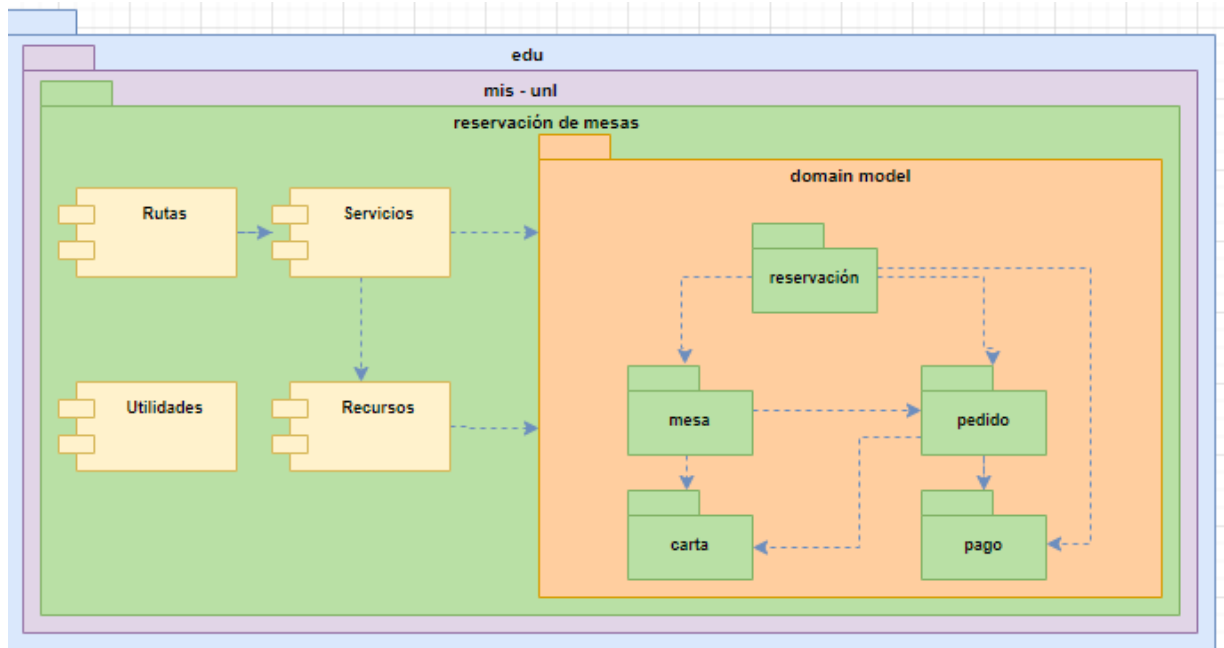 edu
mis - unl
reservación de mesas
domain model
Rutas
Servicios
reservación
Utilidades
Recursos
mesa
pedido
carta
pago